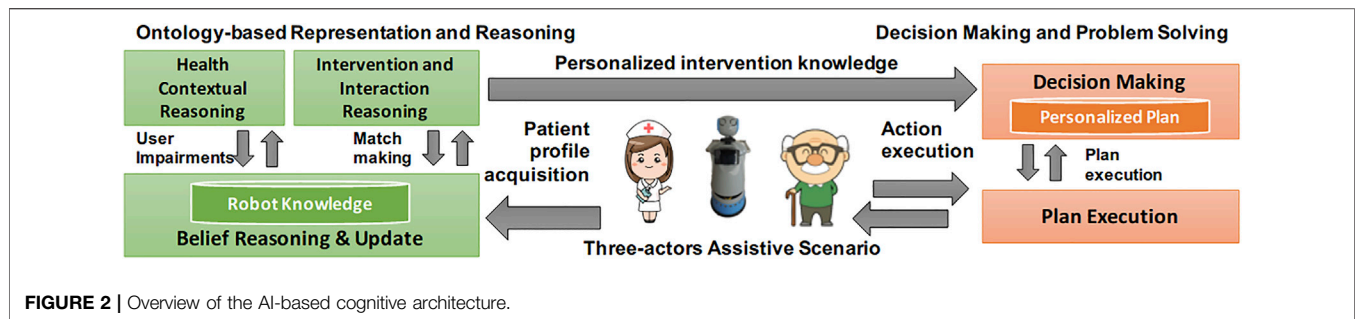 Ontology-based Representation and Reasoning
Decision Making and Problem Solving
Health
Contextual
Reasoning
Intervention and
Interaction
Reasoning
Personalized intervention knowledge
Decision Making
Personalized Plan
User
Impairments
Match
making
Patient
profile
acquisition
Action
execution
Plan
execution
Robot Knowledge
Belief Reasoning & Update
Plan Execution
Three-actors Assistive Scenario
FIGURE 2 | Overview of the AI-based cognitive architecture.